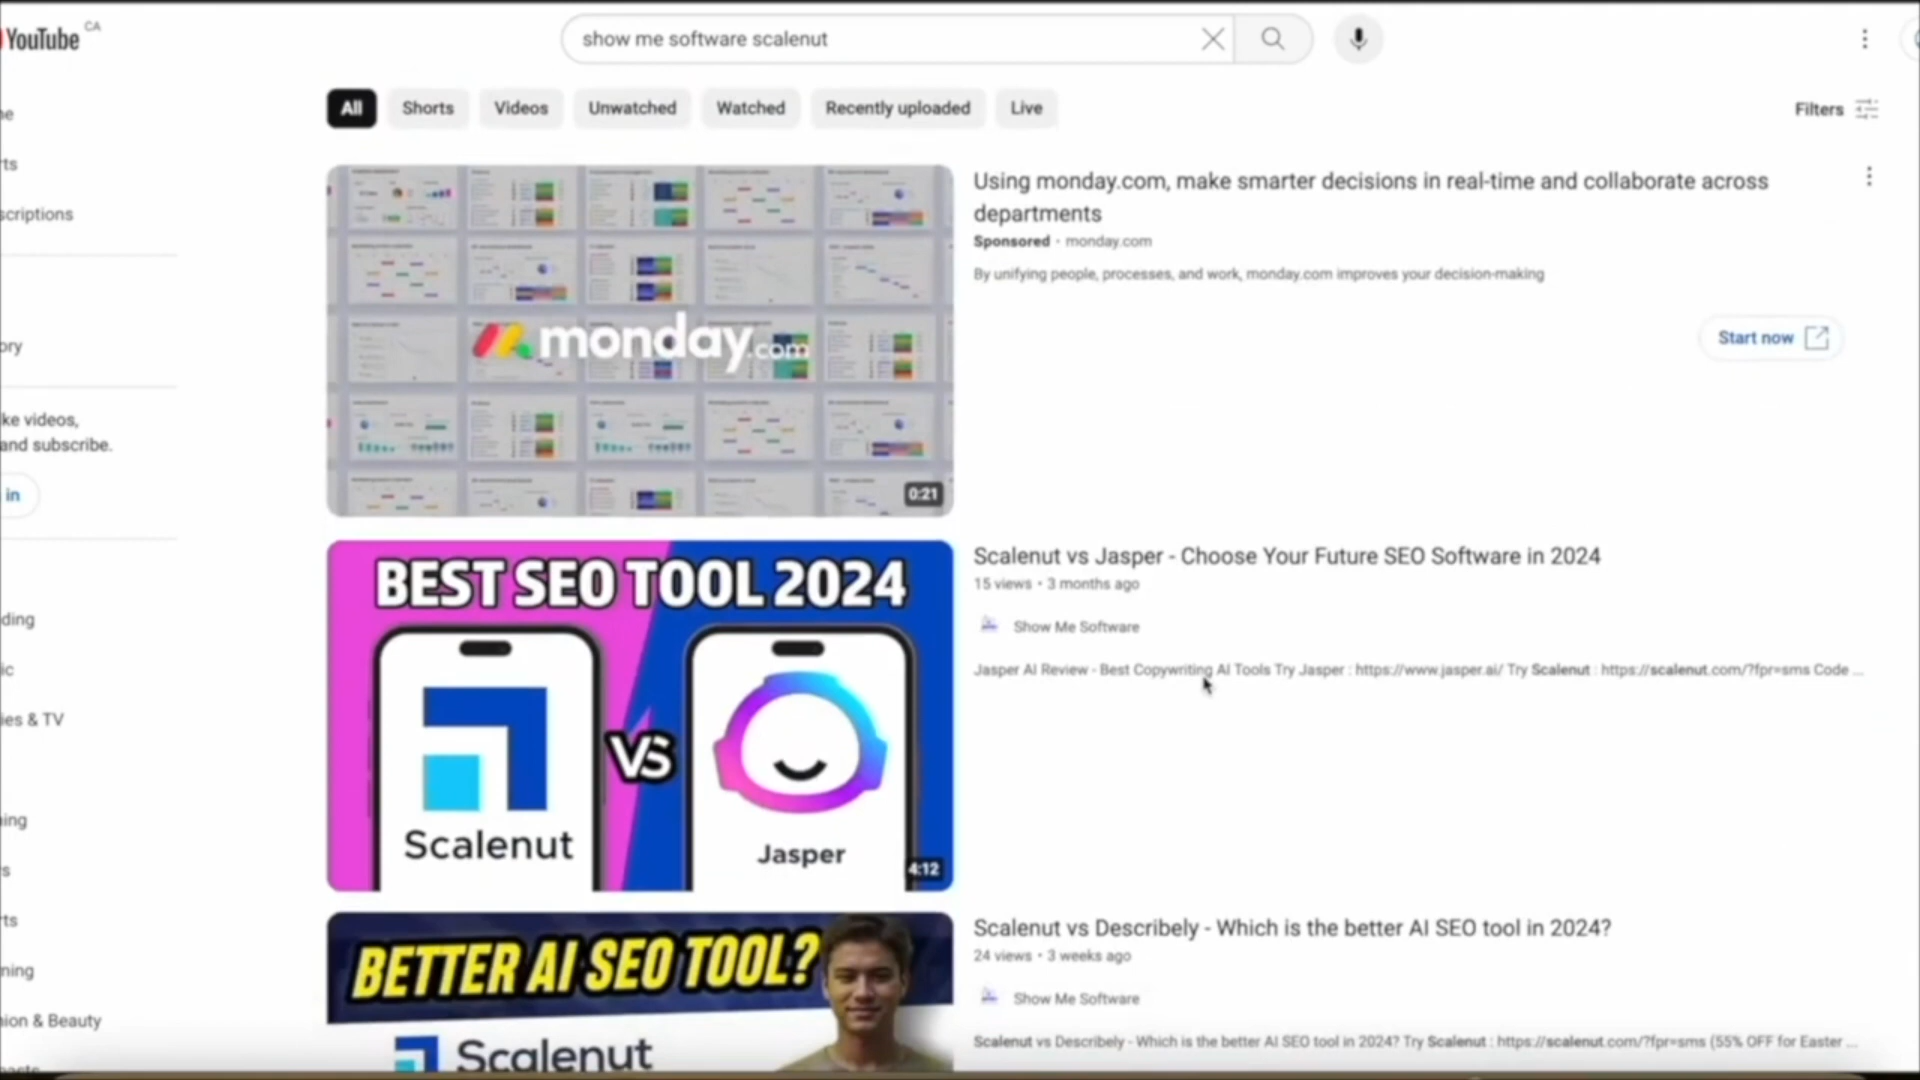 YouTube CA
show me software scalenut
All
Shorts
Videos
Unwatched
Watched
Recently uploaded
Live
Filters
ne
rts
scriptions
ory
ke videos,
and subscribe.
in
ding
ic
ies & TV
ning
rts
ning
ion & Beauty
monday.com
0:21
Using monday.com, make smarter decisions in real-time and collaborate across
departments
Sponsored · monday.com
By unifying people, processes, and work, monday.com improves your decision-making
Start now
BEST SEO TOOL 2024
VS
Scalenut
Jasper
4:12
Scalenut vs Jasper - Choose Your Future SEO Software in 2024
15 views · 3 months ago
Show Me Software
Jasper AI Review - Best Copywriting AI Tools Try Jasper : https://www.jasper.ai/ Try Scalenut : https://scalenut.com/?fpr=sms Code ...
BETTER AI SEO TOOL?
Scalenut
Scalenut vs Describely - Which is the better AI SEO tool in 2024?
24 views · 3 weeks ago
Show Me Software
Scalenut vs Describely - Which is the better AI SEO tool in 2024? Try Scalenut : https://scalenut.com/?fpr=sms (55% OFF for Easter ...